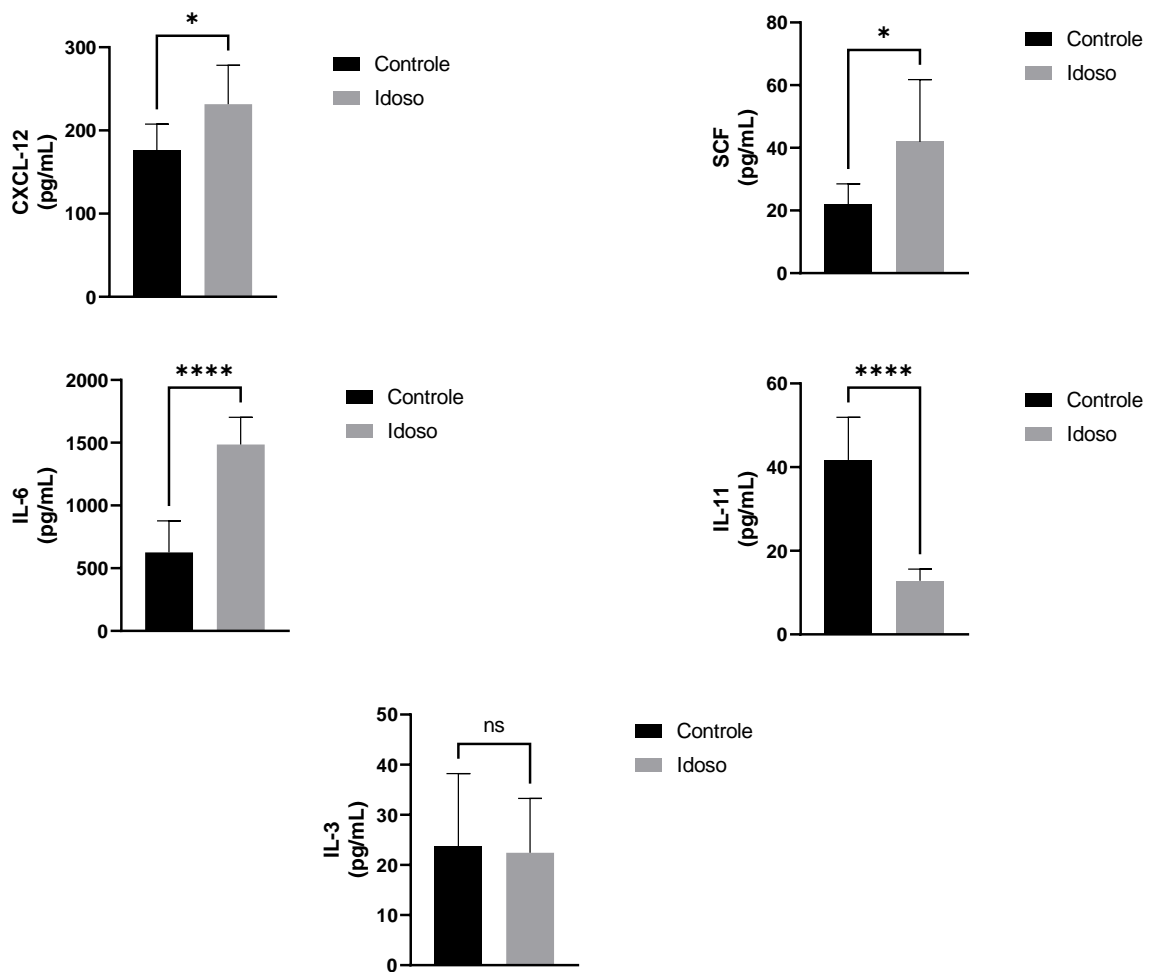 *
300
200
100
0
CXCL-12
(pg/mL)
Controle
Idoso
*
80
60
40
20
0
SCF
(pg/mL)
Controle
Idoso
****
2000
1500
1000
500
0
IL-6
(pg/mL)
Controle
Idoso
****
60
40
20
0
IL-11
(pg/mL)
Controle
Idoso
ns
50
40
30
20
10
0
IL-3
(pg/mL)
Controle
Idoso